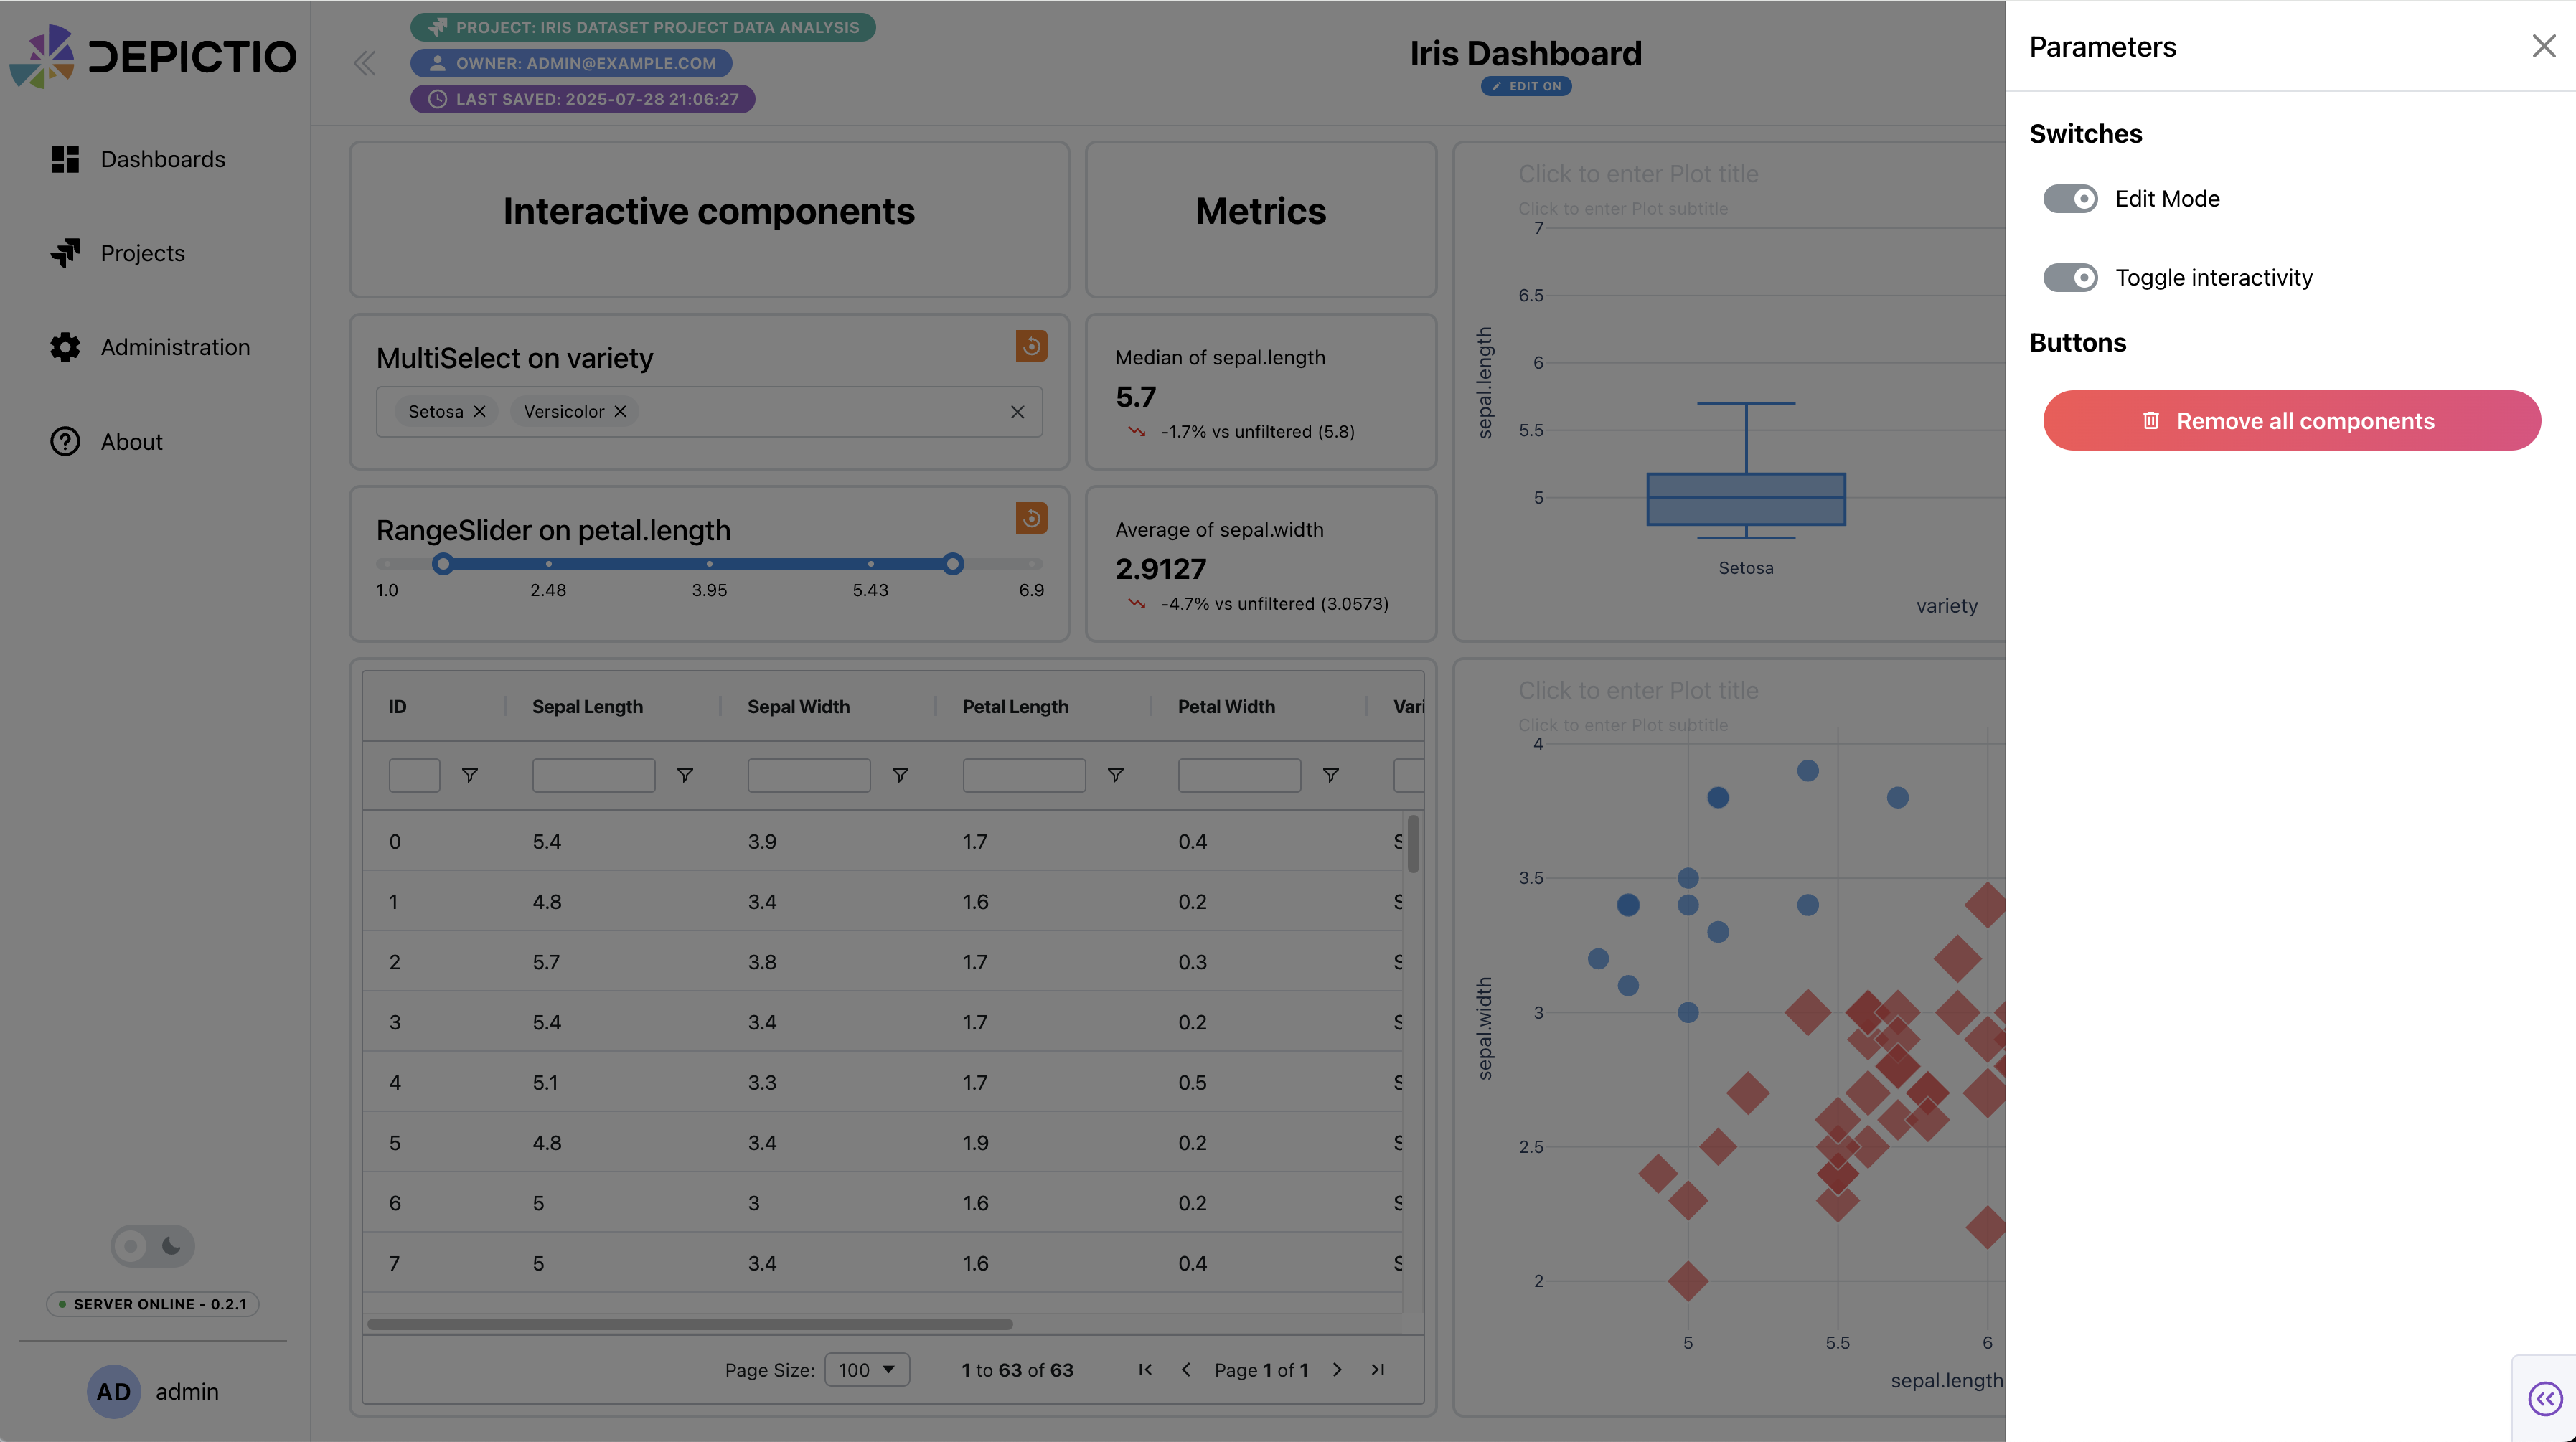 DEPICTIO
Dashboards
Projects
Administration
About
SERVER ONLINE - 0.2.1
AD admin
PROJECT: IRIS DATASET PROJECT DATA ANALYSIS
OWNER: ADMIN@EXAMPLE.COM
LAST SAVED: 2025-07-28 21:06:27
Iris Dashboard
EDIT ON
Interactive components
Metrics
MultiSelect on variety
Setosa Versicolor
Median of sepal.length
5.7
-1.7% vs unfiltered (5.8)
RangeSlider on petal.length
1.0 2.48 3.95 5.43 6.9
Average of sepal.width
2.9127
-4.7% vs unfiltered (3.0573)
Click to enter Plot title
Click to enter Plot subtitle
7
6.5
6
5.5
5
sepal.length
Setosa
variety
ID Sepal Length Sepal Width Petal Length Petal Width Vari
0 5.4 3.9 1.7 0.4 S
1 4.8 3.4 1.6 0.2 S
2 5.7 3.8 1.7 0.3 S
3 5.4 3.4 1.7 0.2 S
4 5.1 3.3 1.7 0.5 S
5 4.8 3.4 1.9 0.2 S
6 5 3 1.6 0.2 S
7 5 3.4 1.6 0.4 S
Page Size: 100 1 to 63 of 63 Page 1 of 1
Click to enter Plot title
Click to enter Plot subtitle
4
3.5
3
2.5
2
sepal.width
5 5.5 6
sepal.length
Parameters
Switches
Edit Mode
Toggle interactivity
Buttons
Remove all components